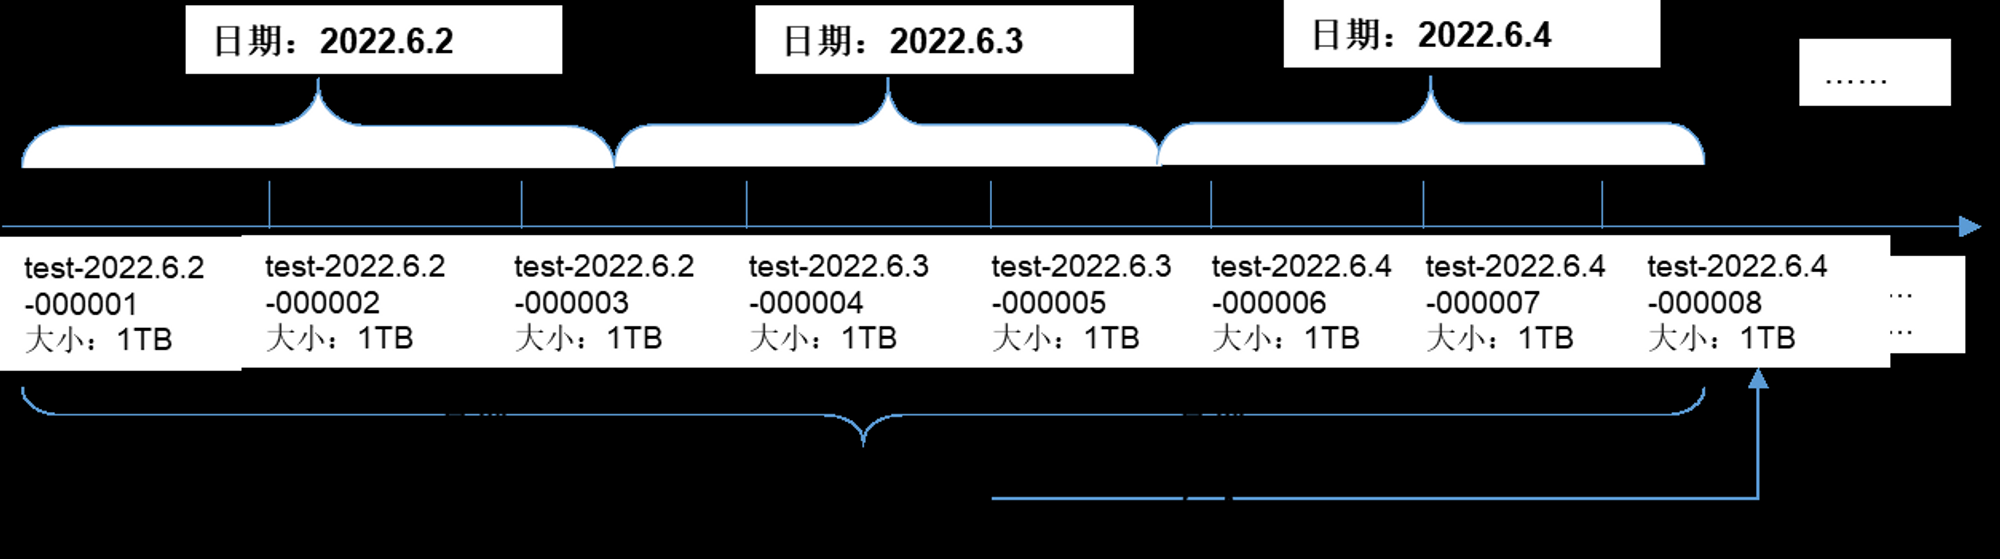 日期：2022.6.2
日期：2022.6.3
日期：2022.6.4
……
test-2022.6.2
-000001
大小：1TB
test-2022.6.2
-000002
大小：1TB
test-2022.6.2
-000003
大小：1TB
test-2022.6.3
-000004
大小：1TB
test-2022.6.3
-000005
大小：1TB
test-2022.6.4
-000006
大小：1TB
test-2022.6.4
-000007
大小：1TB
test-2022.6.4
-000008
大小：1TB
…
…